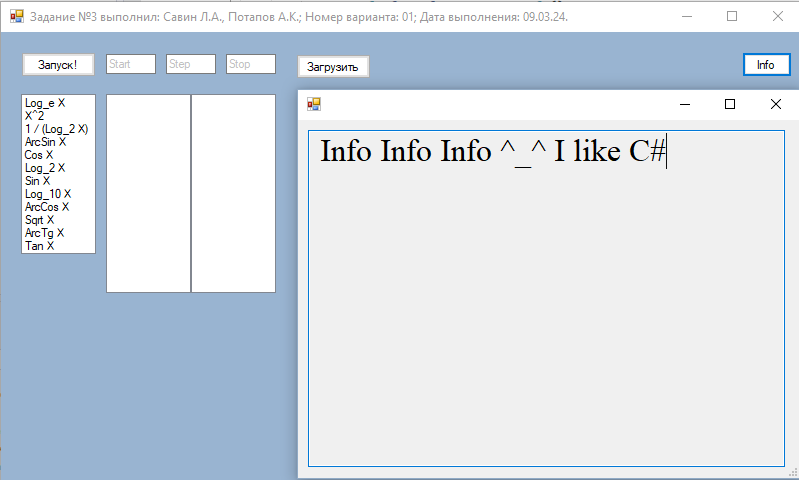 Задание №3 выполнил: Савин Л.А., Потапов А.К.; Номер варианта: 01; Дата выполнения: 09.03.24.
Запуск!
Start
Step
Stop
Загрузить
Info
Log_e X
X^2
1 / (Log_2 X)
ArcSin X
Cos X
Log_2 X
Sin X
Log_10 X
ArcCos X
Sqrt X
ArcTg X
Tan X
Info Info Info ^_^ I like C#